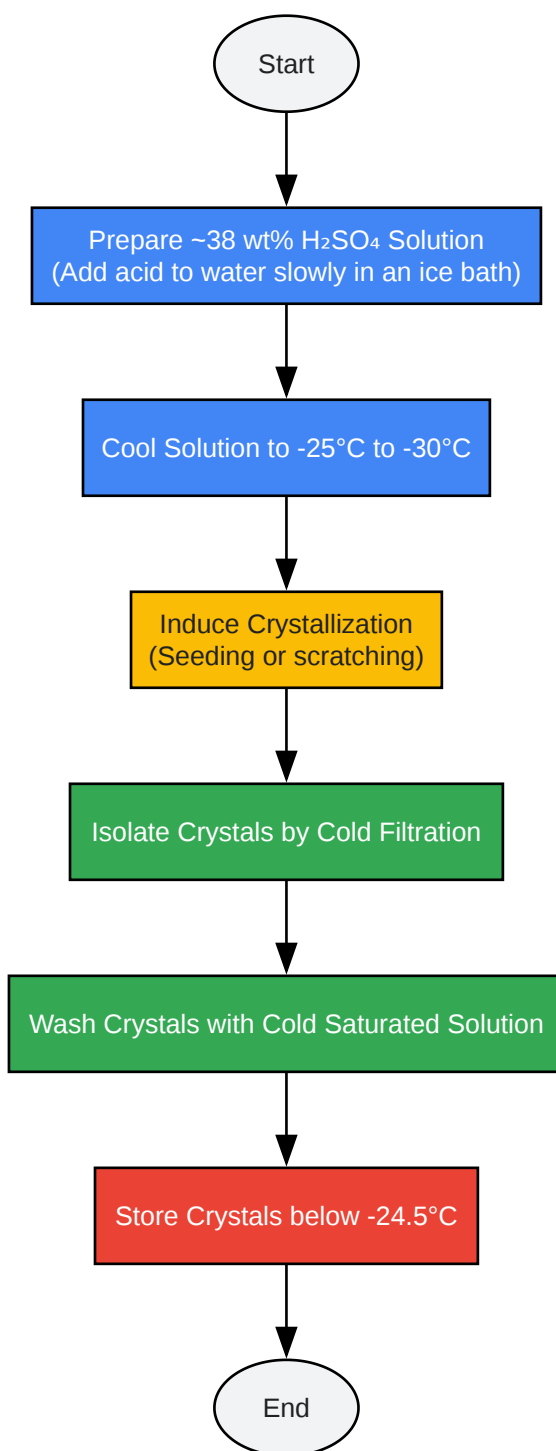 Start
Prepare ~38 wt% H₂SO₄ Solution
(Add acid to water slowly in an ice bath)
Cool Solution to -25°C to -30°C
Induce Crystallization
(Seeding or scratching)
Isolate Crystals by Cold Filtration
Wash Crystals with Cold Saturated Solution
Store Crystals below -24.5°C
End